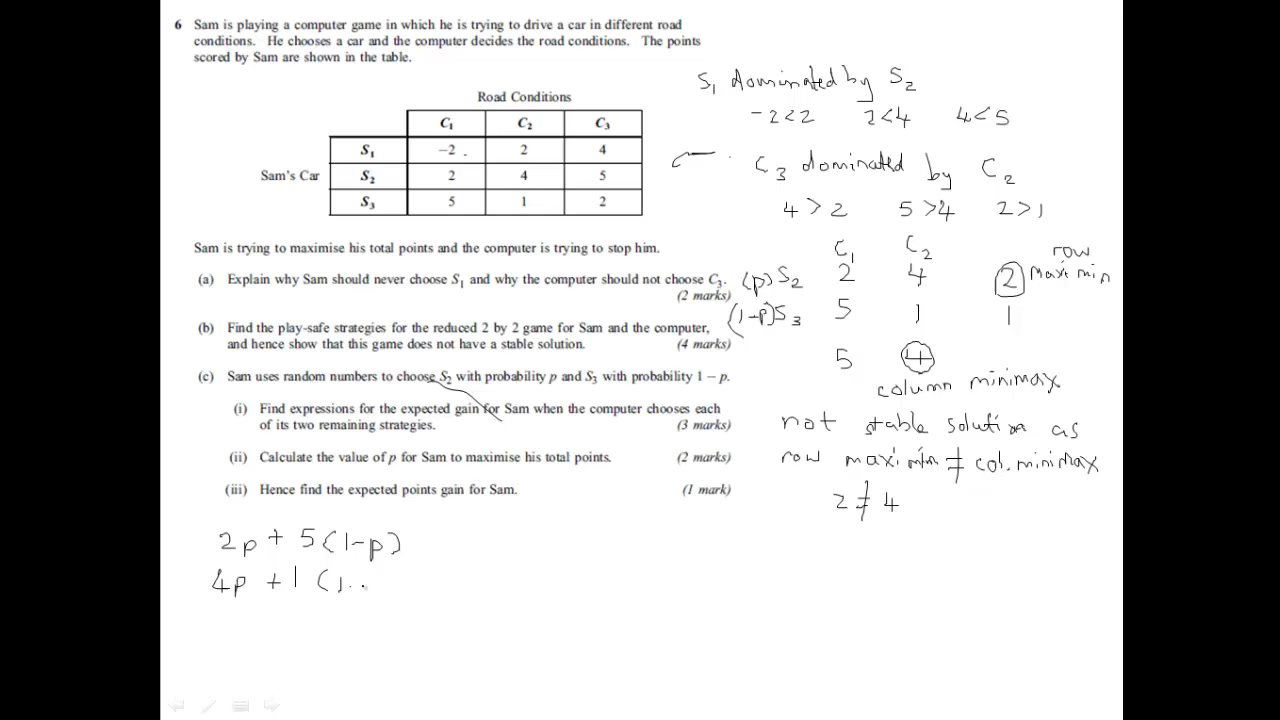 6 Sam is playing a computer game in which he is trying to drive a car in different road
conditions. He chooses a car and the computer decides the road conditions. The points
scored by Sam are shown in the table.
Road Conditions
C₁ C₂ C₃
S₁ −2 2 4
Sam's Car S₂ 2 4 5
S₃ 5 1 2
Sam is trying to maximise his total points and the computer is trying to stop him.
(a) Explain why Sam should never choose S₁ and why the computer should not choose C₃.
(2 marks)
(b) Find the play-safe strategies for the reduced 2 by 2 game for Sam and the computer,
and hence show that this game does not have a stable solution. (4 marks)
(c) Sam uses random numbers to choose S₂ with probability p and S₃ with probability 1 − p.
(i) Find expressions for the expected gain for Sam when the computer chooses each
of its two remaining strategies. (3 marks)
(ii) Calculate the value of p for Sam to maximise his total points. (2 marks)
(iii) Hence find the expected points gain for Sam. (1 mark)
2p + 5(1-p)
4p + 1 (1-
S₁ dominated by S₂
-2<2 2<4 4<5
C₃ dominated by C₂
4>2 5>4 2>1
C₁ C₂ row
(p) S₂ 2 4 2 maximin
(1-p) S₃ 5 1 1
5 4
column minimax
not stable solution as
row maximin ≠ col. minimax
2 ≠ 4